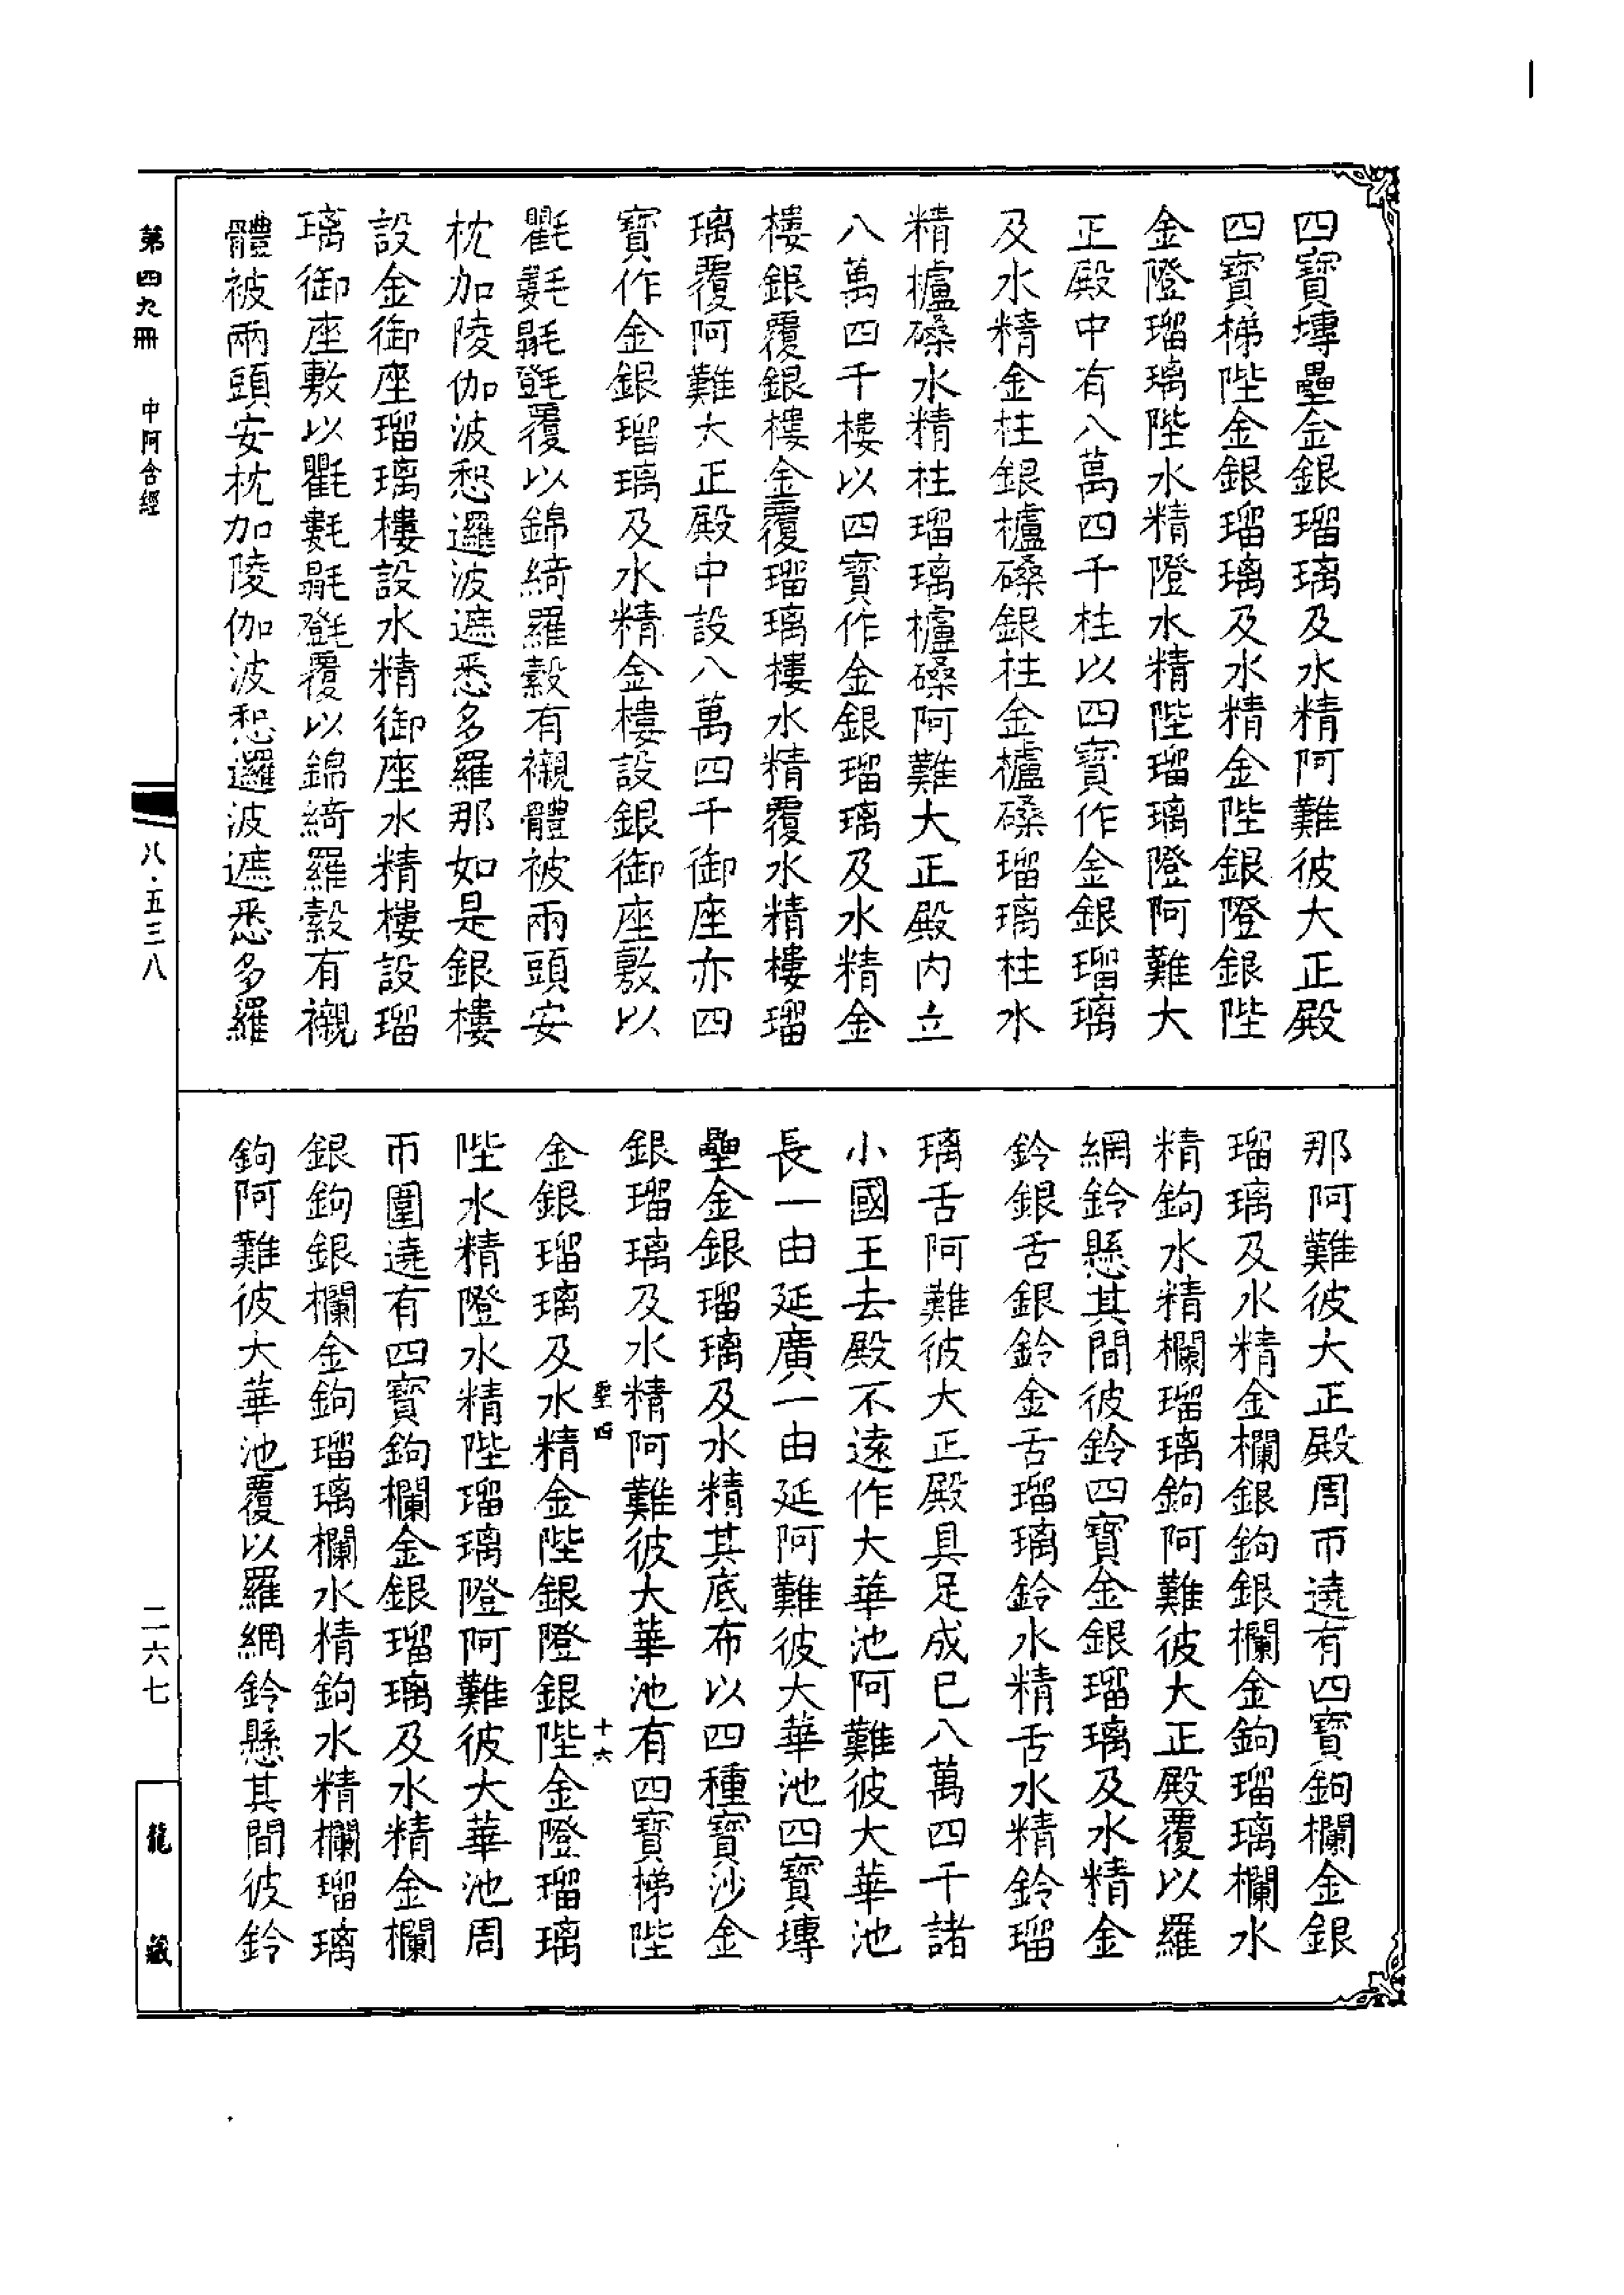 四寶塼壘金銀瑠璃及水精阿難彼大正殿
四寶梯陛金銀瑠璃及水精金陛銀隥銀陛
金隥瑠璃陛水精隥水精陛瑠璃隥阿難大
正殿中有八萬四千柱以四寶作金銀瑠璃
及水精金柱銀櫨磉銀柱金櫨磉瑠璃柱水
精櫨磉水精柱瑠璃櫨磉阿難大正殿内立
八萬四千樓以四寶作金銀瑠璃及水精金
樓銀覆銀樓金覆瑠璃樓水精覆水精樓瑠
璃覆阿難大正殿中設八萬四千御座亦四
寶作金銀瑠璃及水精金樓設銀御座敷以
氍氀毾㲪覆以錦綺羅縠有襯體被兩頭安
枕加陵伽波惒邏波遮悉多羅那如是銀樓
設金御座瑠璃樓設水精御座水精樓設瑠
璃御座敷以氍氀毾㲪覆以錦綺羅縠有襯
體被兩頭安枕加陵伽波惒邏波遮悉多羅
那阿難彼大正殿周帀遶有四寶鉤欄金銀
瑠璃及水精金欄銀鉤銀欄金鉤瑠璃欄水
精鉤水精欄瑠璃鉤阿難彼大正殿覆以羅
網鈴懸其間彼鈴四寶金銀瑠璃及水精金
鈴銀舌銀鈴金舌瑠璃鈴水精舌水精鈴瑠
璃舌阿難彼大正殿具足成已八萬四千諸
小國王去殿不遠作大華池阿難彼大華池
長一由延廣一由延阿難彼大華池四寶塼
壘金銀瑠璃及水精其底布以四種寶沙金
銀瑠璃及水精阿難彼大華池有四寶梯陛
金銀瑠璃及水精金陛銀隥銀陛金隥瑠璃
陛水精隥水精陛瑠璃隥阿難彼大華池周
帀圍遶有四寶鉤欄金銀瑠璃及水精金欄
銀鉤銀欄金鉤瑠璃欄水精鉤水精欄瑠璃
鉤阿難彼大華池覆以羅網鈴懸其間彼鈴
四
十六
第四九冊 中阿含經
八·五三八
二六七
龍藏